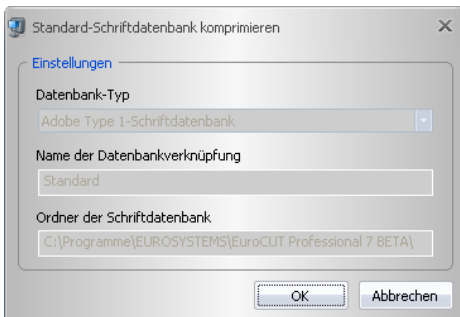 Standard-Schriftdatenbank komprimieren
Einstellungen
Datenbank-Typ
Adobe Type 1-Schriftdatenbank
Name der Datenbankverknüpfung
Standard
Ordner der Schriftdatenbank
C:\Programme\EUROSYSTEMS\EuroCUT Professional 7 BETA\
OK Abbrechen